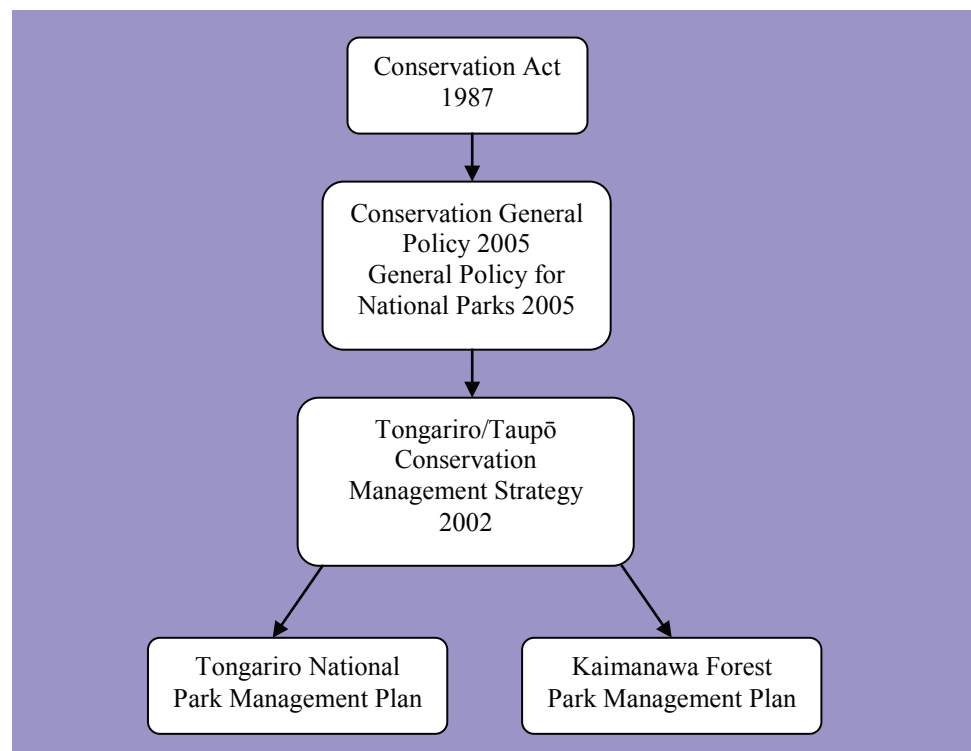 Conservation Act
1987
Conservation General
Policy 2005
General Policy for
National Parks 2005
Tongariro/Taupō
Conservation
Management Strategy
2002
Tongariro National
Park Management Plan
Kaimanawa Forest
Park Management Plan